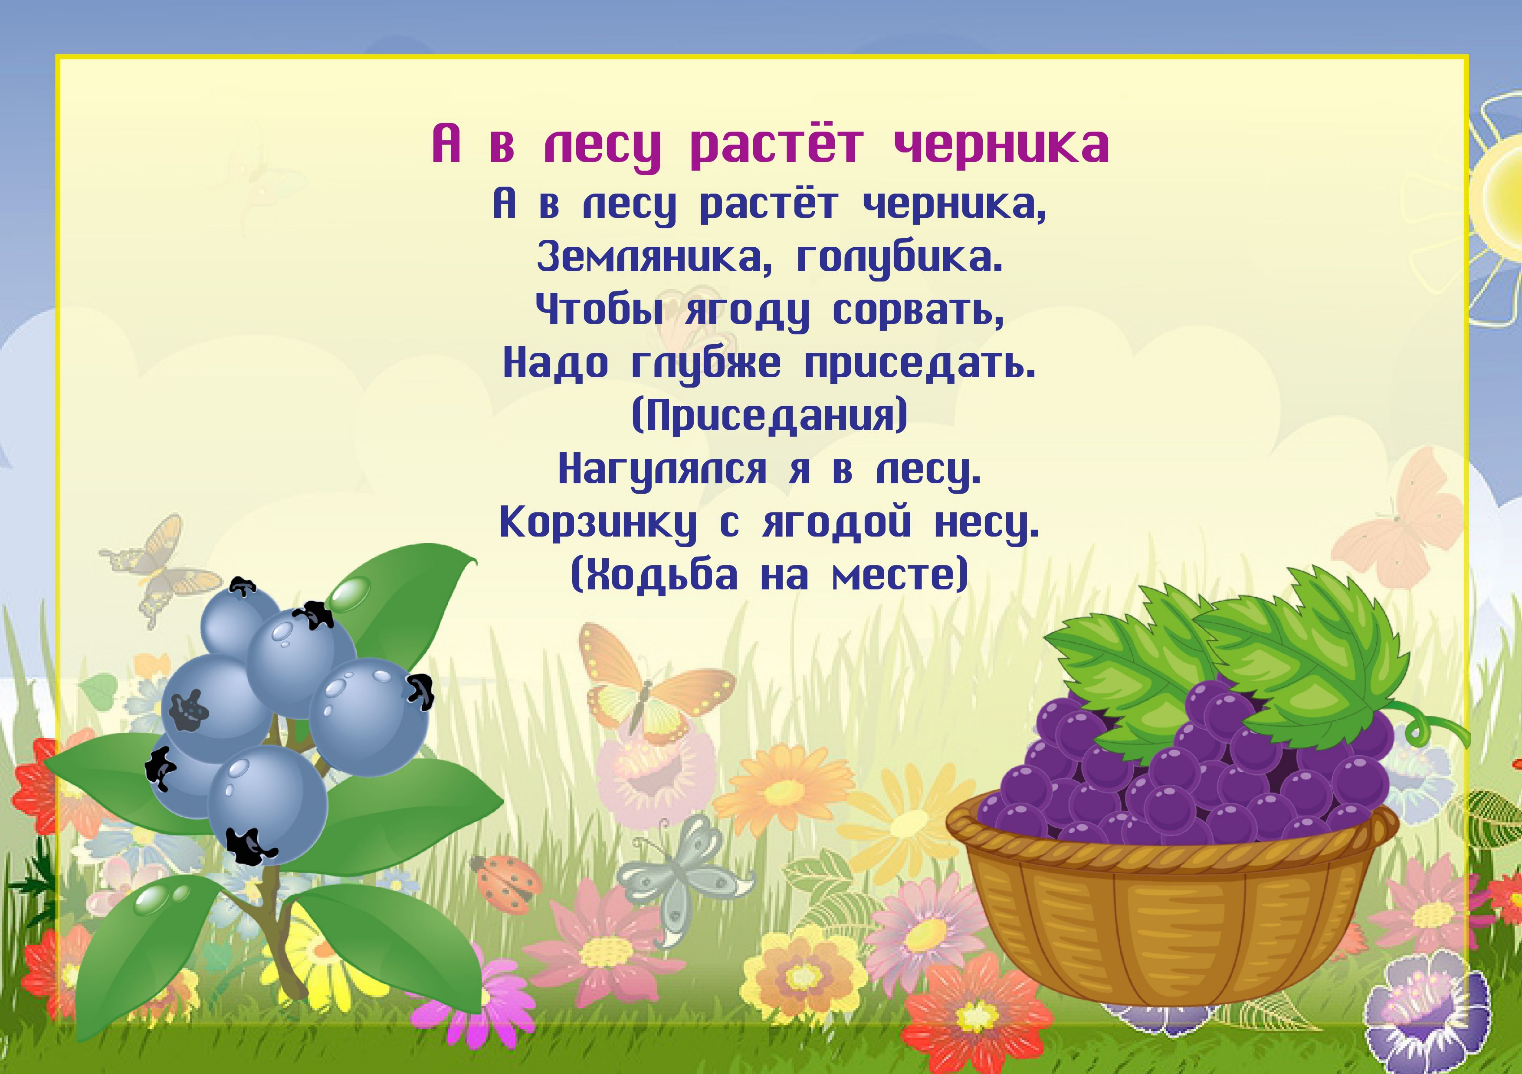 А в лесу растёт черника
А в лесу растёт черника,
Земляника, голубика.
Чтобы ягоду сорвать,
Надо глубже приседать.
(Приседания)
Нагулялся я в лесу.
Корзинку с ягодой несу.
(Ходьба на месте)